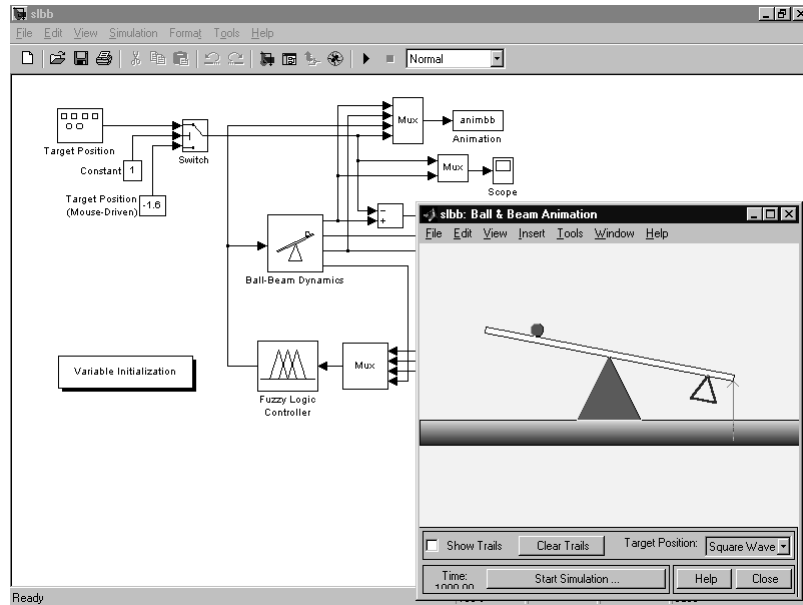 slbb
File Edit View Simulation Format Tools Help
Normal
Target Position
Constant
1
Target Position
(Mouse-Driven)
-1.6
Switch
Mux
animbb
Animation
Mux
Scope
Ball-Beam Dynamics
Variable Initialization
Fuzzy Logic
Controller
Mux
slbb: Ball & Beam Animation
File Edit View Insert Tools Window Help
Show Trails
Clear Trails
Target Position:
Square Wave
Time:
1000.00
Start Simulation ...
Help
Close
Ready